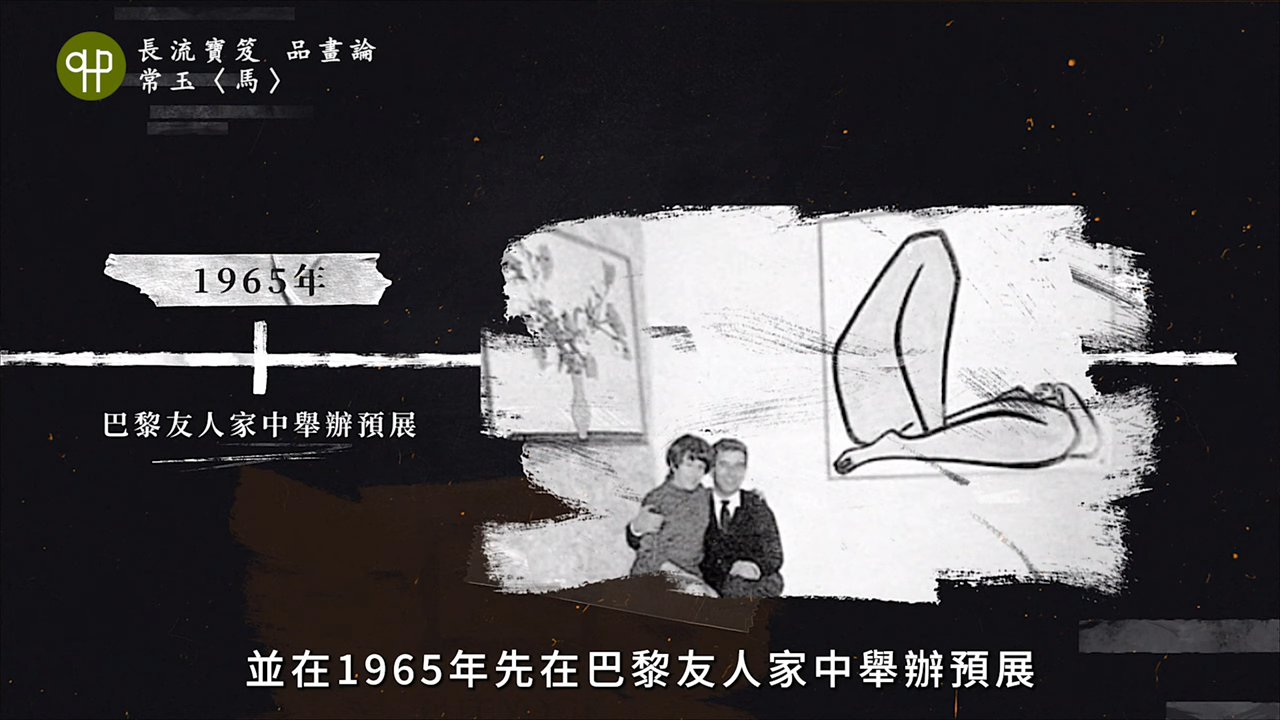 長流寶笈 品畫論
常玉〈馬〉
1965年
巴黎友人家中舉辦預展
並在1965年先在巴黎友人家中舉辦預展